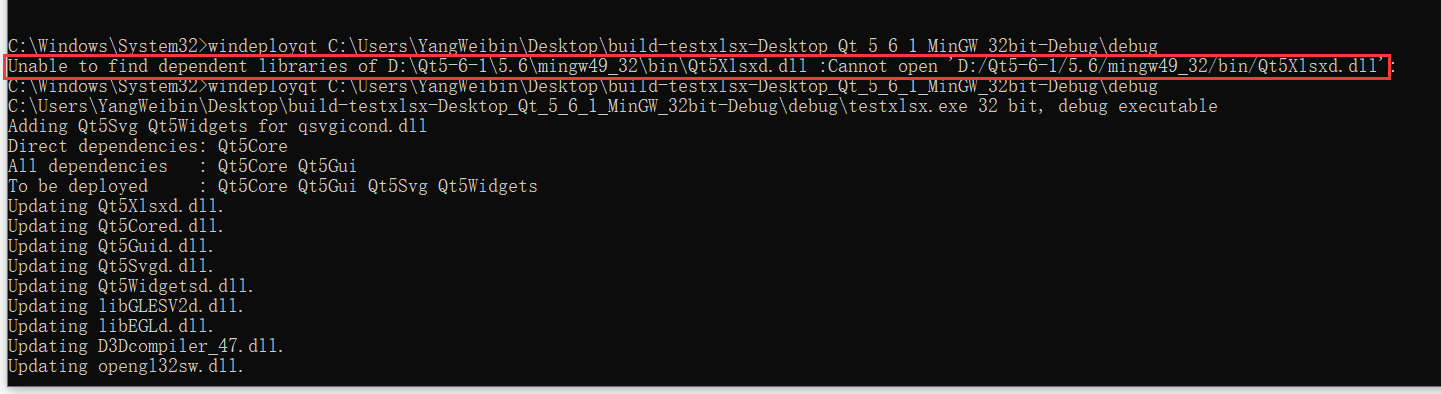 C:\Windows\System32>windeployqt C:\Users\YangWeibin\Desktop\build-testxlsx-Desktop_Qt_5_6_1_MinGW_32bit-Debug\debug
Unable to find dependent libraries of D:\Qt5-6-1\5.6\mingw49_32\bin\Qt5Xlsxd.dll :Cannot open 'D:/Qt5-6-1/5.6/mingw49_32/bin/Qt5Xlsxd.dll':
C:\Windows\System32>windeployqt C:\Users\YangWeibin\Desktop\build-testxlsx-Desktop_Qt_5_6_1_MinGW_32bit-Debug\debug
C:\Users\YangWeibin\Desktop\build-testxlsx-Desktop_Qt_5_6_1_MinGW_32bit-Debug\debug\testxlsx.exe 32 bit, debug executable
Adding Qt5Svg Qt5Widgets for qsvgicond.dll
Direct dependencies: Qt5Core
All dependencies   : Qt5Core Qt5Gui
To be deployed     : Qt5Core Qt5Gui Qt5Svg Qt5Widgets
Updating Qt5Xlsxd.dll.
Updating Qt5Cored.dll.
Updating Qt5Guid.dll.
Updating Qt5Svgd.dll.
Updating Qt5Widgetsd.dll.
Updating libGLESV2d.dll.
Updating libEGLd.dll.
Updating D3Dcompiler_47.dll.
Updating opengl32sw.dll.